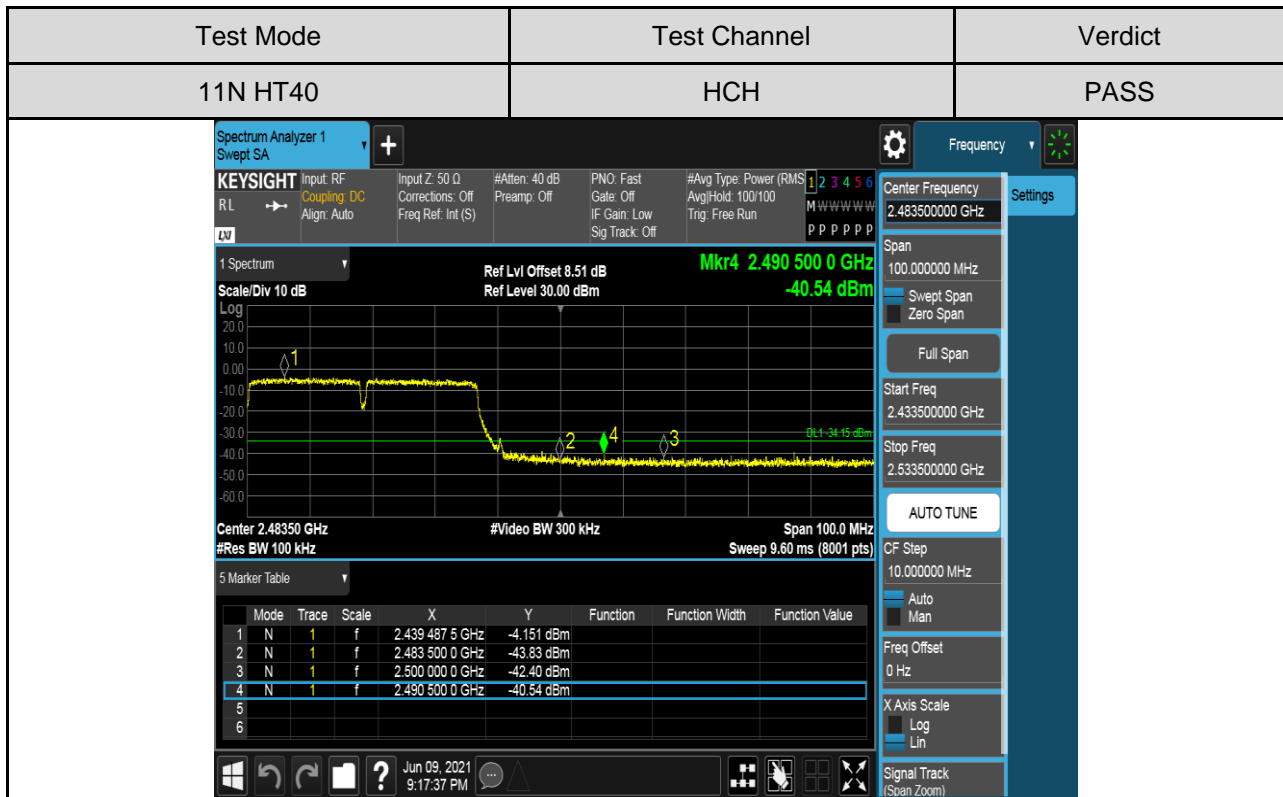 Test Mode Test Channel Verdict
11N HT40 HCH PASS
Spectrum Analyzer 1
Swept SA
+
Frequency
KEYSIGHT
RL
LXI
Input: RF
Coupling: DC
Align: Auto
Input Z: 50 Ω
Corrections: Off
Freq Ref: Int (S)
#Atten: 40 dB
Preamp: Off
PNO: Fast
Gate: Off
IF Gain: Low
Sig Track: Off
#Avg Type: Power (RMS
Avg|Hold: 100/100
Trig: Free Run
1 2 3 4 5 6
M W W W W W
P P P P P P
1 Spectrum
Scale/Div 10 dB
Ref Lvl Offset 8.51 dB
Ref Level 30.00 dBm
Mkr4 2.490 500 0 GHz
-40.54 dBm
Log
20.0
10.0
0.00
-10.0
-20.0
-30.0
-40.0
-50.0
-60.0
1
2
4
3
DL1 -34.15 dBm
Center 2.48350 GHz #Video BW 300 kHz Span 100.0 MHz
#Res BW 100 kHz Sweep 9.60 ms (8001 pts)
5 Marker Table
Mode Trace Scale X Y Function Function Width Function Value
1 N 1 f 2.439 487 5 GHz -4.151 dBm
2 N 1 f 2.483 500 0 GHz -43.83 dBm
3 N 1 f 2.500 000 0 GHz -42.40 dBm
4 N 1 f 2.490 500 0 GHz -40.54 dBm
5
6
?
Jun 09, 2021
9:17:37 PM
Center Frequency
2.483500000 GHz
Settings
Span
100.000000 MHz
Swept Span
Zero Span
Full Span
Start Freq
2.433500000 GHz
Stop Freq
2.533500000 GHz
AUTO TUNE
CF Step
10.000000 MHz
Auto
Man
Freq Offset
0 Hz
X Axis Scale
Log
Lin
Signal Track
(Span Zoom)